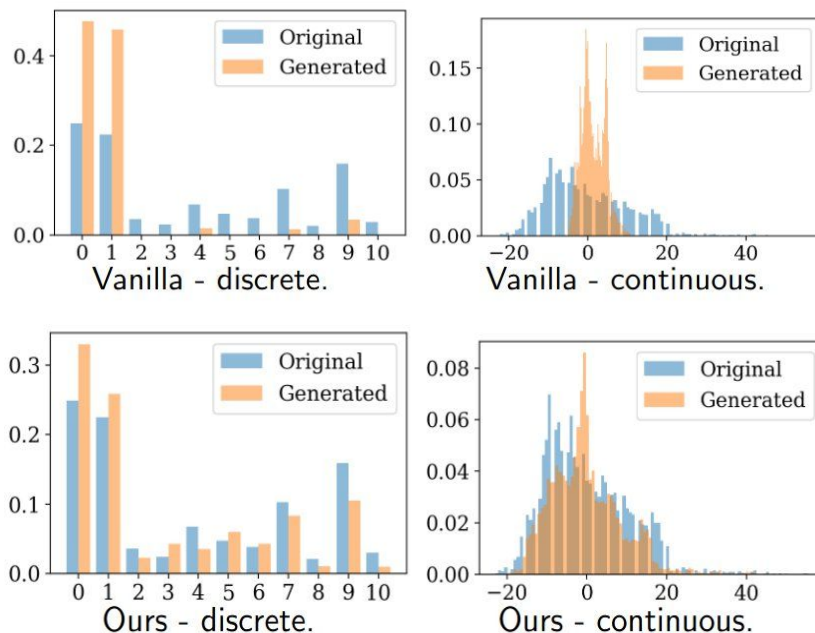 Original
Generated
0.4
0.2
0.0
0 1 2 3 4 5 6 7 8 9 10
Vanilla - discrete.
Original
Generated
0.15
0.10
0.05
0.00
−20 0 20 40
Vanilla - continuous.
Original
Generated
0.3
0.2
0.1
0.0
0 1 2 3 4 5 6 7 8 9 10
Ours - discrete.
Original
Generated
0.08
0.06
0.04
0.02
0.00
−20 0 20 40
Ours - continuous.